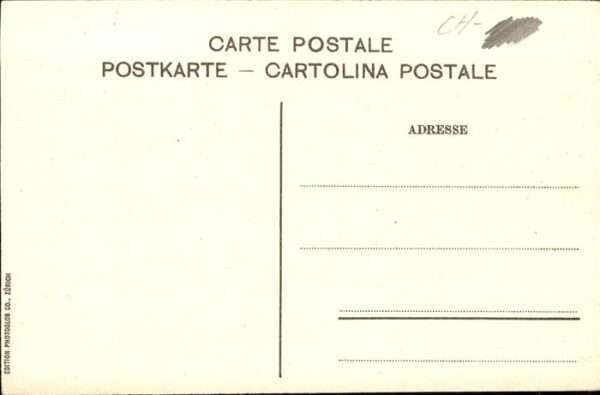 CH-
CARTE POSTALE
POSTKARTE — CARTOLINA POSTALE
ADRESSE
EDITION PHOTOGLOB CO., ZÜRICH